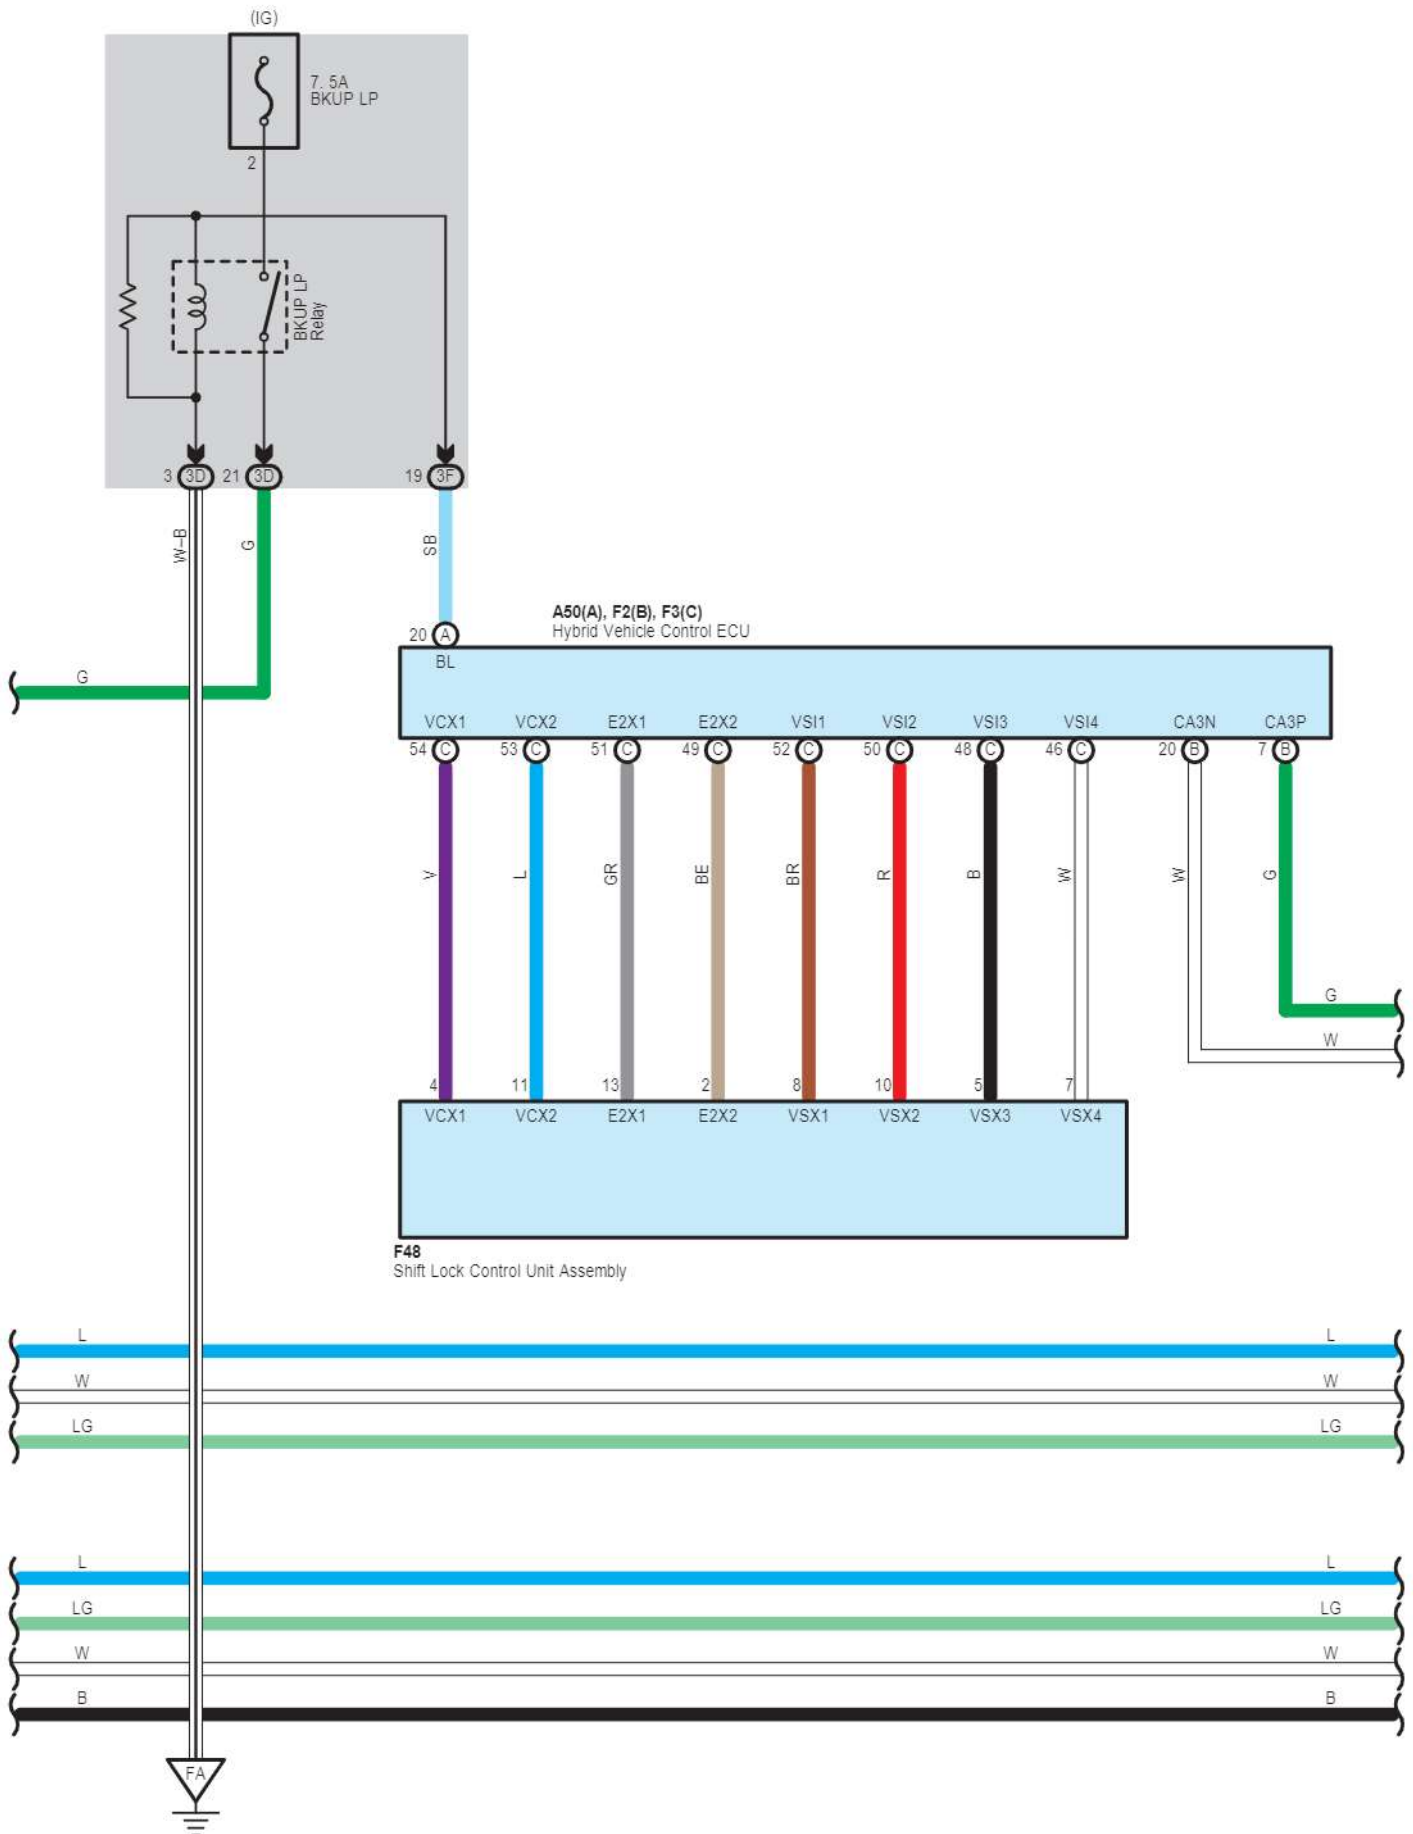 (IG)
7. 5A
BKUP LP
2
BKUP LP
Relay
3 3D 21 3D 19 3F
W–B
G
SB
A50(A), F2(B), F3(C)
Hybrid Vehicle Control ECU
20 A
BL
G
VCX1 VCX2 E2X1 E2X2 VSI1 VSI2 VSI3 VSI4 CA3N CA3P
54 C 53 C 51 C 49 C 52 C 50 C 48 C 46 C 20 B 7 B
V L GR BE BR R B W W G
G
W
4 11 13 2 8 10 5 7
VCX1 VCX2 E2X1 E2X2 VSX1 VSX2 VSX3 VSX4
F48
Shift Lock Control Unit Assembly
L L
W W
LG LG
L L
LG LG
W W
B B
FA